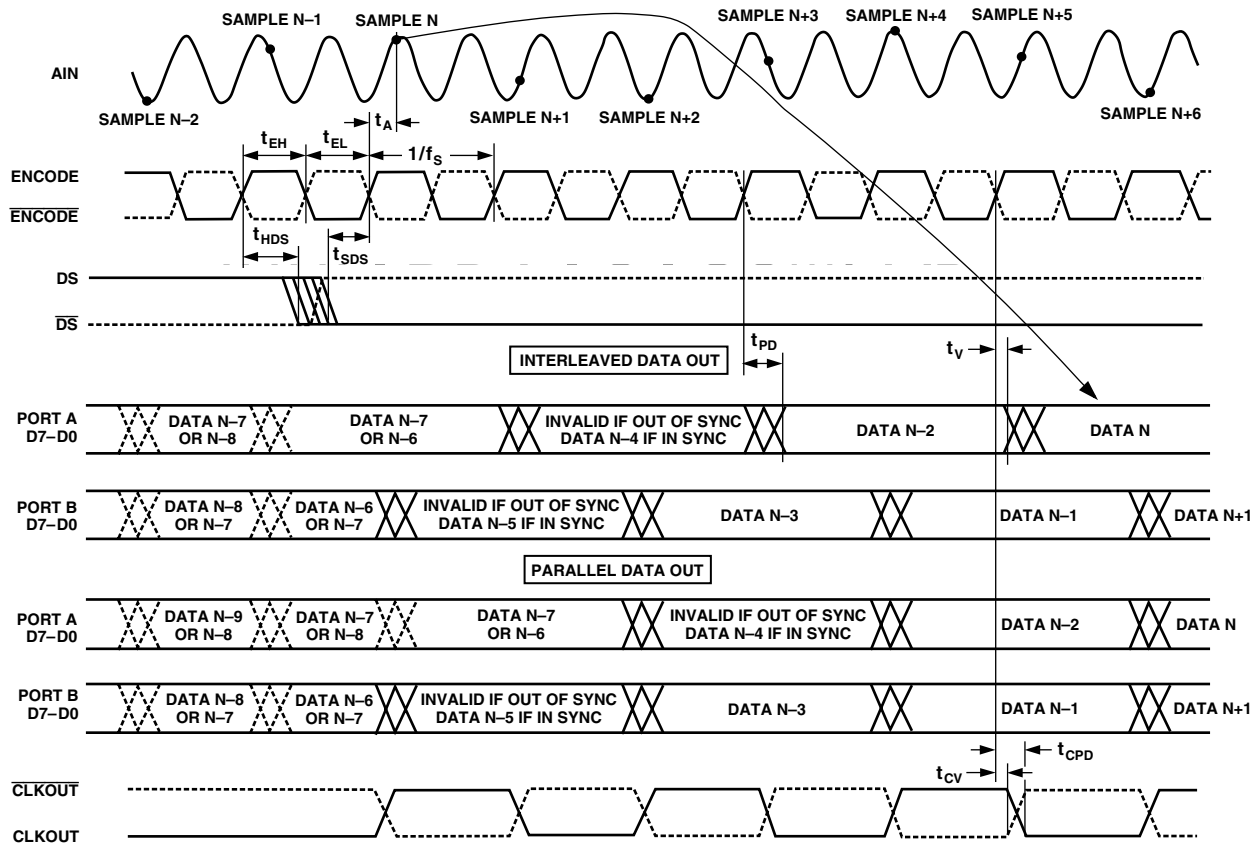 SAMPLE N–1
SAMPLE N
SAMPLE N+3
SAMPLE N+4
SAMPLE N+5
AIN
SAMPLE N–2
tA
SAMPLE N+1
SAMPLE N+2
SAMPLE N+6
tEH
tEL
1/fS
ENCODE
ENCODE
tHDS
tSDS
DS
DS
INTERLEAVED DATA OUT
tPD
tV
PORT A
D7–D0
DATA N–7
OR N–8
DATA N–7
OR N–6
INVALID IF OUT OF SYNC
DATA N–4 IF IN SYNC
DATA N–2
DATA N
PORT B
D7–D0
DATA N–8
OR N–7
DATA N–6
OR N–7
INVALID IF OUT OF SYNC
DATA N–5 IF IN SYNC
DATA N–3
DATA N–1
DATA N+1
PARALLEL DATA OUT
PORT A
D7–D0
DATA N–9
OR N–8
DATA N–7
OR N–8
DATA N–7
OR N–6
INVALID IF OUT OF SYNC
DATA N–4 IF IN SYNC
DATA N–2
DATA N
PORT B
D7–D0
DATA N–8
OR N–7
DATA N–6
OR N–7
INVALID IF OUT OF SYNC
DATA N–5 IF IN SYNC
DATA N–3
DATA N–1
DATA N+1
tCPD
tCV
CLKOUT
CLKOUT